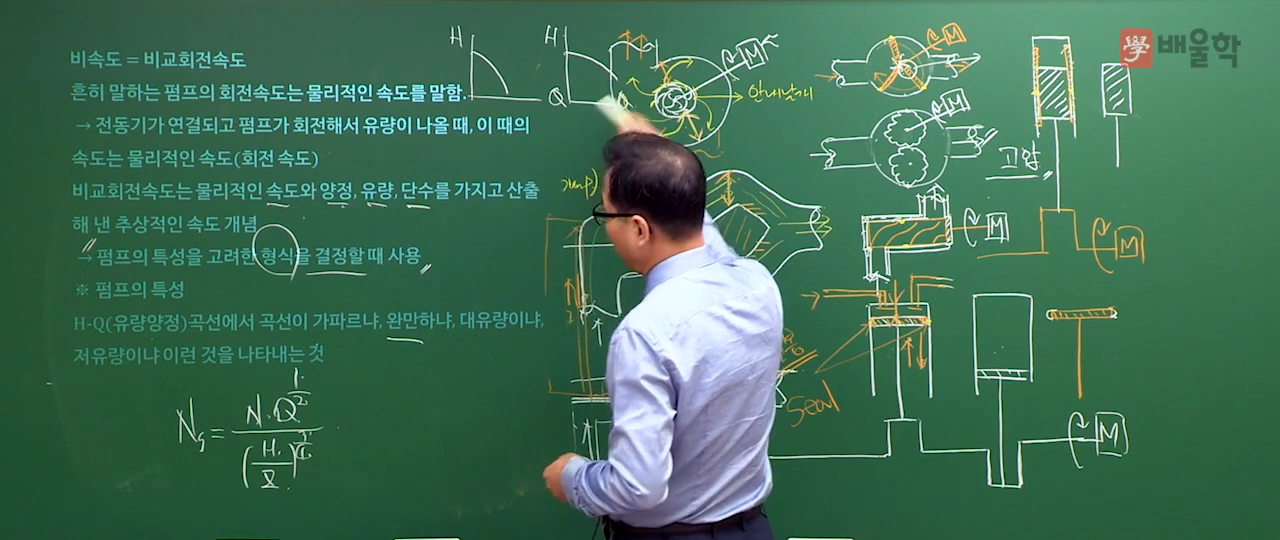 비속도 = 비교회전속도
흔히 말하는 펌프의 회전속도는 물리적인 속도를 말함.
→ 전동기가 연결되고 펌프가 회전해서 유량이 나올 때, 이 때의
속도는 물리적인 속도(회전 속도)
비교회전속도는 물리적인 속도와 양정, 유량, 단수를 가지고 산출
해 낸 추상적인 속도 개념
→ 펌프의 특성을 고려한 형식을 결정할 때 사용
※ 펌프의 특성
H-Q(유량양정)곡선에서 곡선이 가파르냐, 완만하냐, 대유량이냐,
저유량이냐 이런 것을 나타내는 것
H
Q
H
M
안내날개
M
M
고압
M
M
Seal
M
學 배울학